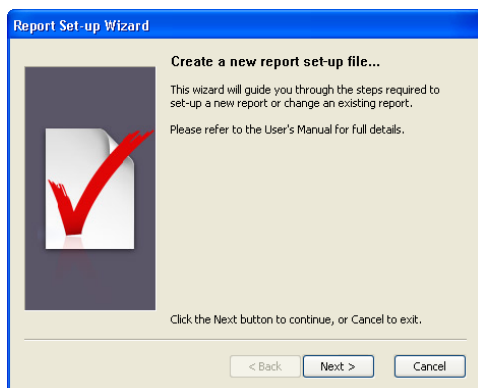 Report Set-up Wizard
Create a new report set-up file...
This wizard will guide you through the steps required to
set-up a new report or change an existing report.
Please refer to the User's Manual for full details.
Click the Next button to continue, or Cancel to exit.
< Back
Next >
Cancel